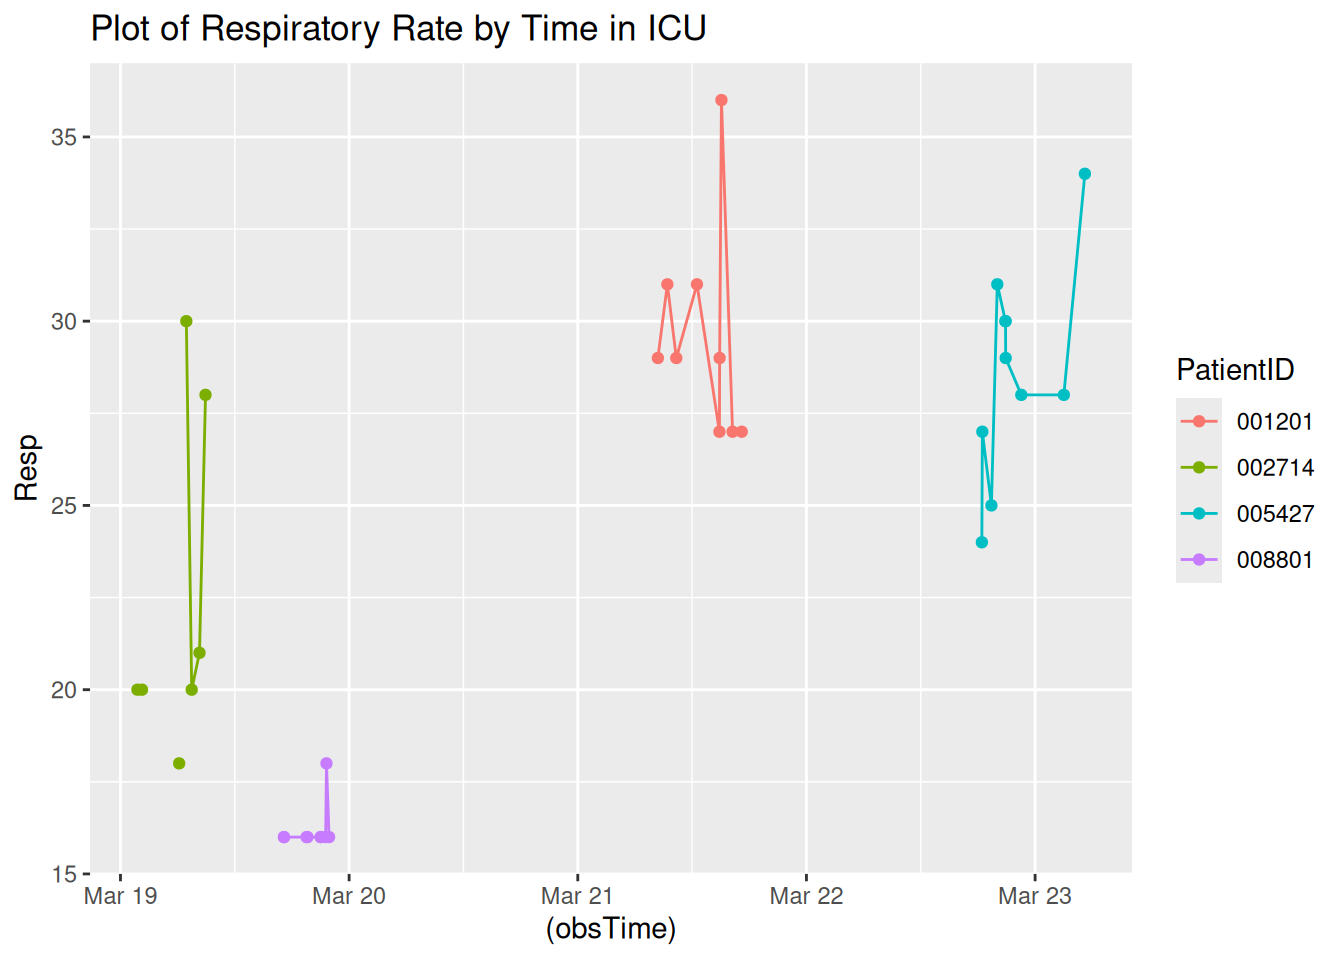 Plot of Respiratory Rate by Time in ICU
35
30
25
20
15
Resp
Mar 19
Mar 20
Mar 21
Mar 22
Mar 23
(obsTime)
PatientID
001201
002714
005427
008801